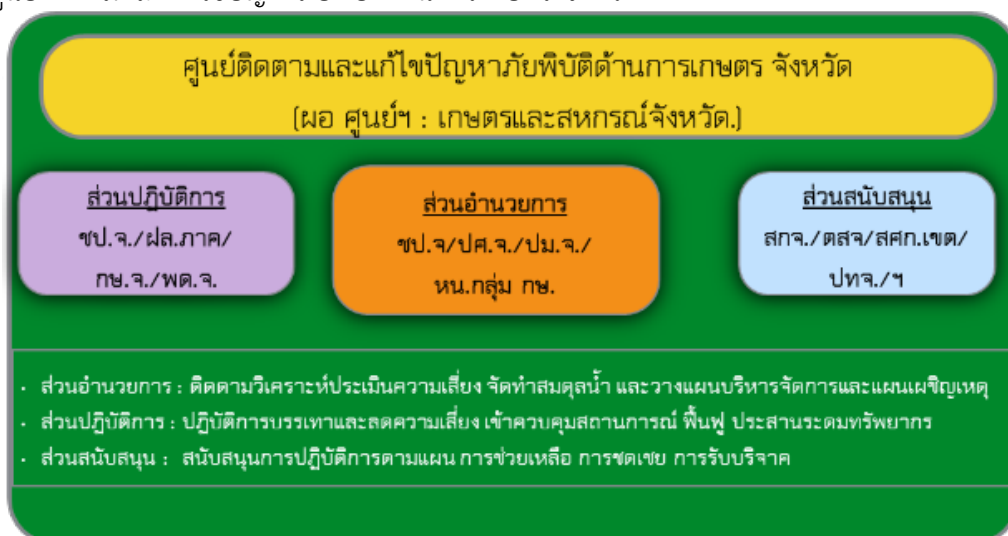 ศูนย์ติดตามและแก้ไขปัญหาภัยพิบัติด้านการเกษตร จังหวัด
(ผอ ศูนย์ฯ : เกษตรและสหกรณ์จังหวัด.)
ส่วนปฏิบัติการ
ชป.จ./ฝล.ภาค/
กษ.จ./พด.จ.
ส่วนอำนวยการ
ชป.จ/ปศ.จ./ปม.จ./
หน.กลุ่ม กษ.
ส่วนสนับสนุน
สกจ./ตสจ/สศก.เขต/
ปทจ./ฯ
· ส่วนอำนวยการ : ติดตามวิเคราะห์ประเมินความเสี่ยง จัดทำสมดุลน้ำ และวางแผนบริหารจัดการและแผนเผชิญเหตุ
· ส่วนปฏิบัติการ : ปฏิบัติการบรรเทาและลดความเสี่ยง เข้าควบคุมสถานการณ์ ฟื้นฟู ประสานระดมทรัพยากร
· ส่วนสนับสนุน : สนับสนุนการปฏิบัติการตามแผน การช่วยเหลือ การชดเชย การรับบริจาค